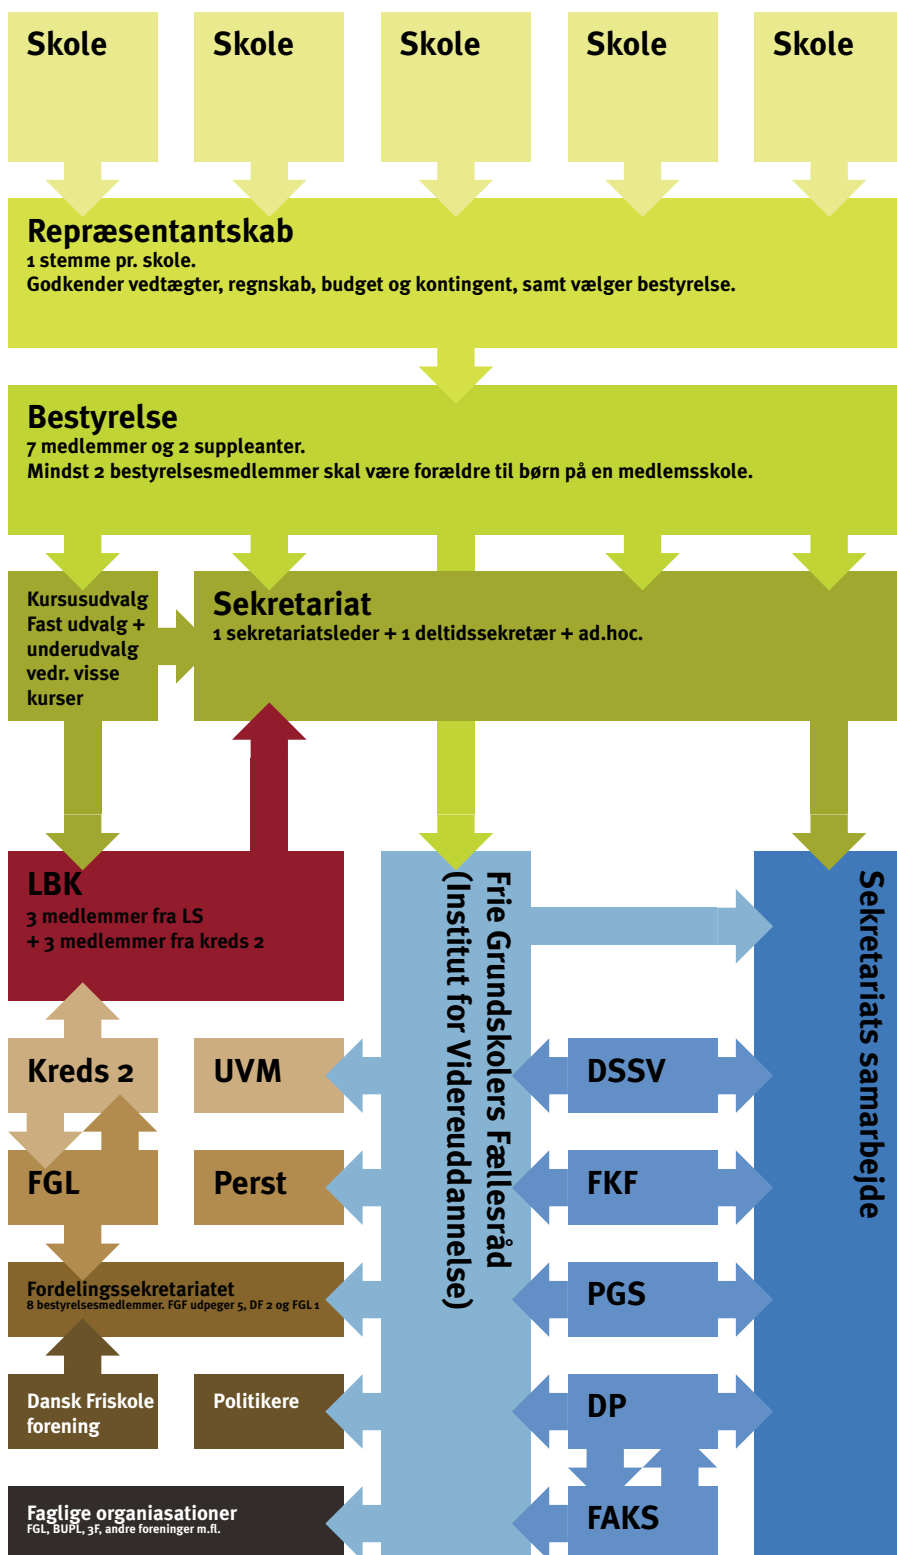 Skole
Skole
Skole
Skole
Skole
Repræsentantskab
1 stemme pr. skole.
Godkender vedtægter, regnskab, budget og kontingent, samt vælger bestyrelse.
Bestyrelse
7 medlemmer og 2 suppleanter.
Mindst 2 bestyrelsesmedlemmer skal være forældre til børn på en medlemsskole.
Kursusudvalg
Fast udvalg +
underudvalg
vedr. visse
kurser
Sekretariat
1 sekretariatsleder + 1 deltidssekretær + ad.hoc.
LBK
3 medlemmer fra LS
+ 3 medlemmer fra kreds 2
Frie Grundskolers Fællesråd
(Institut for Videreuddannelse)
Sekretariats samarbejde
Kreds 2
UVM
DSSV
FGL
Perst
FKF
Fordelingssekretariatet
8 bestyrelsesmedlemmer. FGF udpeger 5, DF 2 og FGL 1
PGS
Dansk Friskole
forening
Politikere
DP
Faglige organiasationer
FGL, BUPL, 3F, andre foreninger m.fl.
FAKS